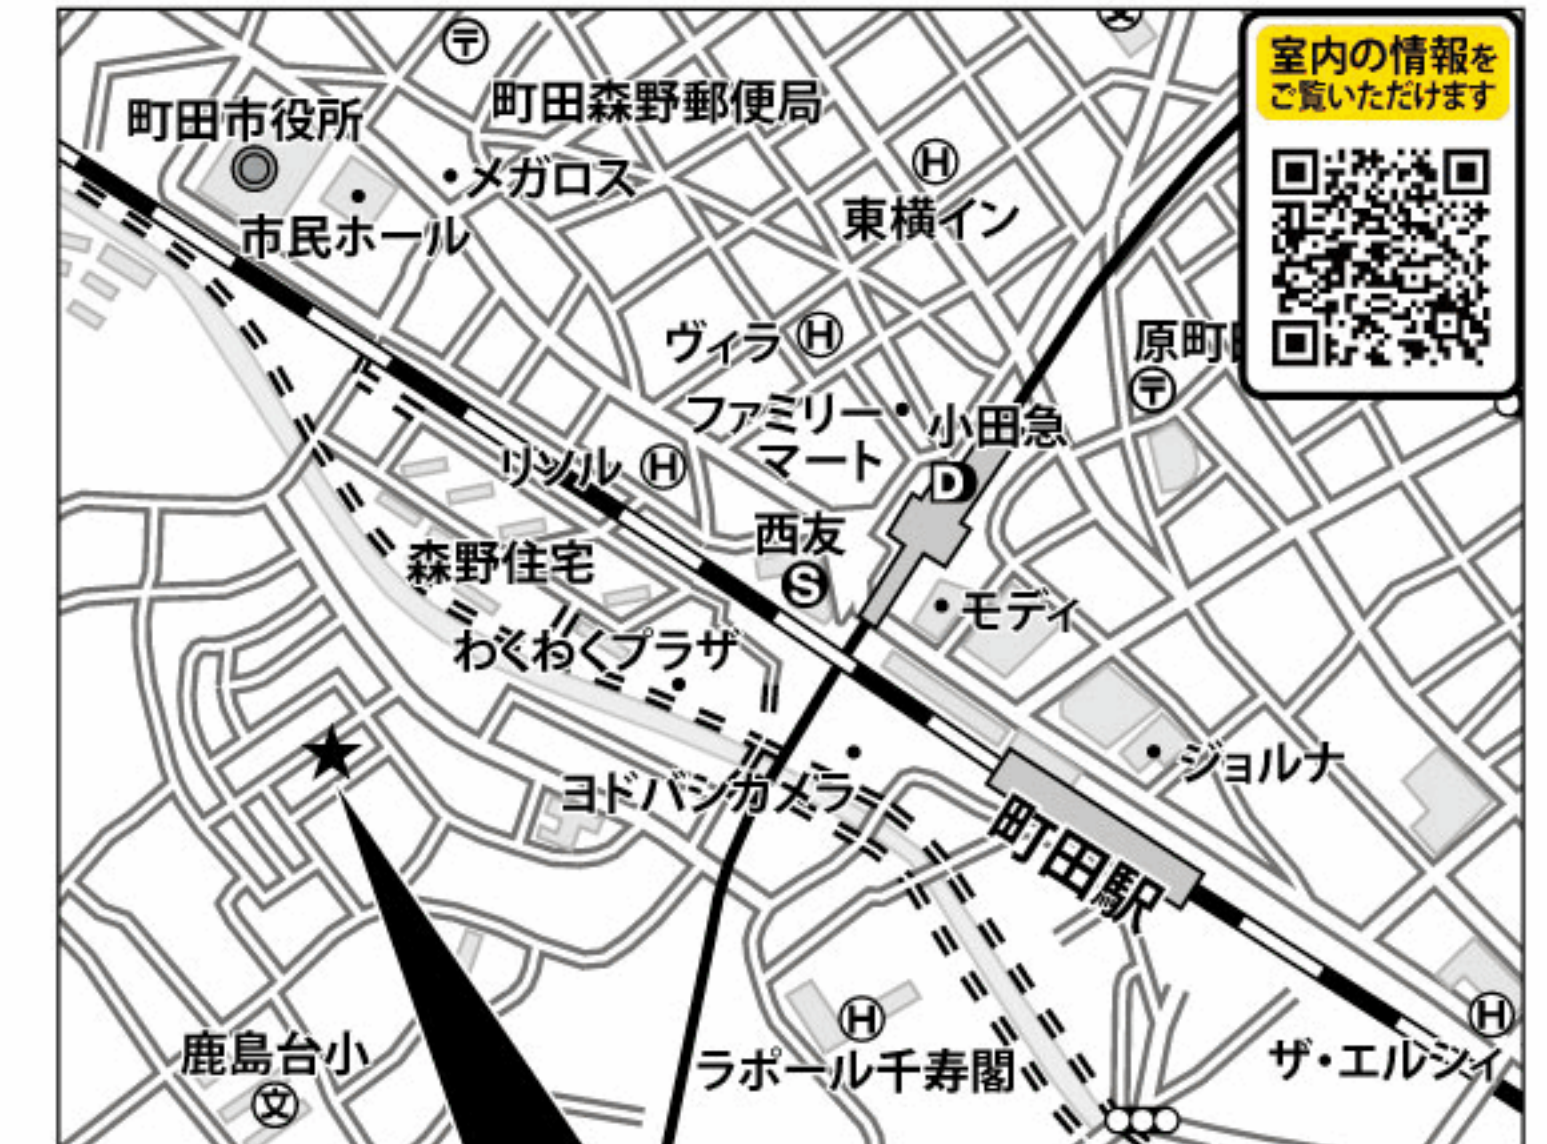 室内の情報を
ご覧いただけます
〒
町田森野郵便局
町田市役所
メガロス
市民ホール
H
東横イン
ヴィラ H
原町
〒
ファミリー
マート
小田急
D
リソル H
西友
S
森野住宅
モディ
わくわくプラザ
ヨドバシカメラ
ジョルナ
町田駅
H
ラポール千寿閣
H
ザ・エルシィ
鹿島台小
文